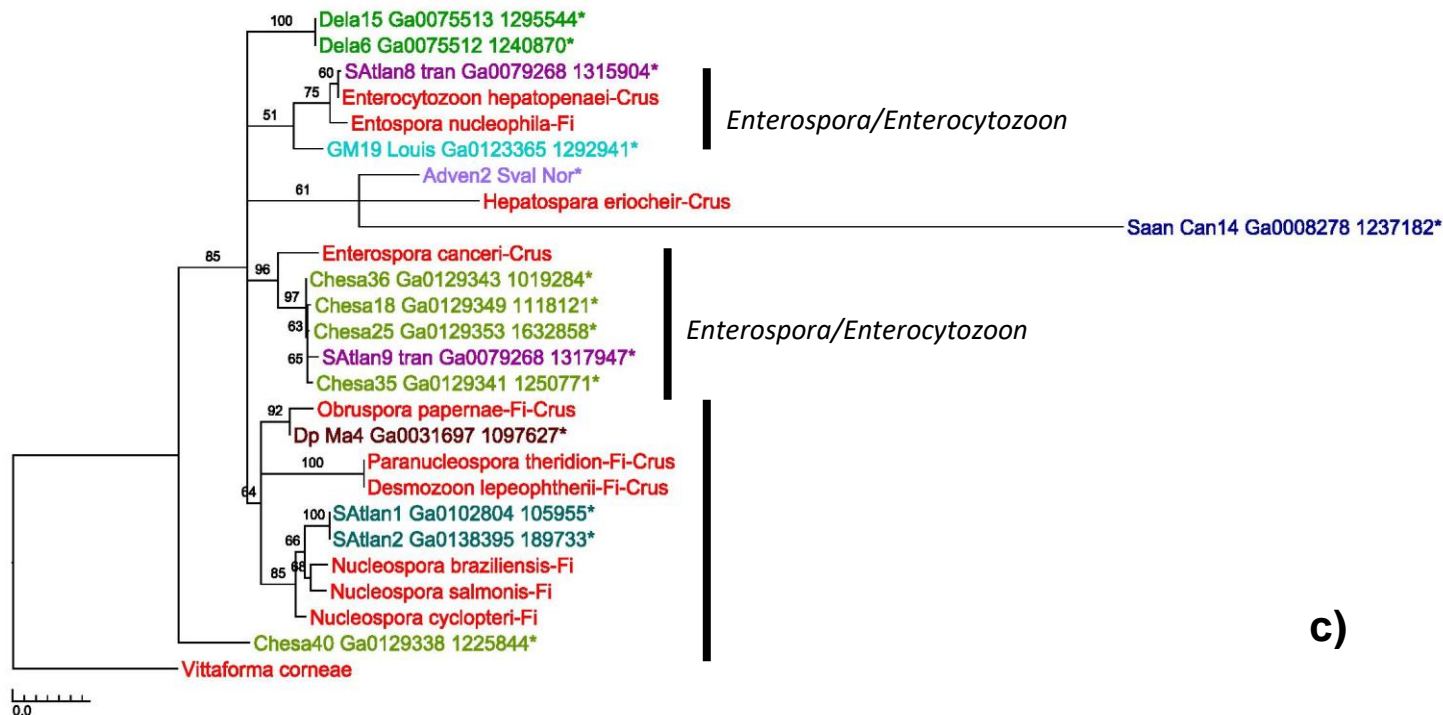 100
Dela15 Ga0075513 1295544*
Dela6 Ga0075512 1240870*
60
SAtlan8 tran Ga0079268 1315904*
75
Enterocytozoon hepatopenaei-Crus
51
Entospora nucleophila-Fi
Enterospora/Enterocytozoon
GM19 Louis Ga0123365 1292941*
Adven2 Sval Nor*
61
Hepatospara eriocheir-Crus
Saan Can14 Ga0008278 1237182*
85
Enterospora canceri-Crus
96
Chesa36 Ga0129343 1019284*
97
Chesa18 Ga0129349 1118121*
63
Chesa25 Ga0129353 1632858*
Enterospora/Enterocytozoon
65
SAtlan9 tran Ga0079268 1317947*
Chesa35 Ga0129341 1250771*
92
Obruspora papernae-Fi-Crus
Dp Ma4 Ga0031697 1097627*
100
Paranucleospora theridion-Fi-Crus
64
Desmozoon lepeophtherii-Fi-Crus
100
SAtlan1 Ga0102804 105955*
66
SAtlan2 Ga0138395 189733*
68
Nucleospora braziliensis-Fi
85
Nucleospora salmonis-Fi
Nucleospora cyclopteri-Fi
c)
Chesa40 Ga0129338 1225844*
Vittaforma corneae
0.0